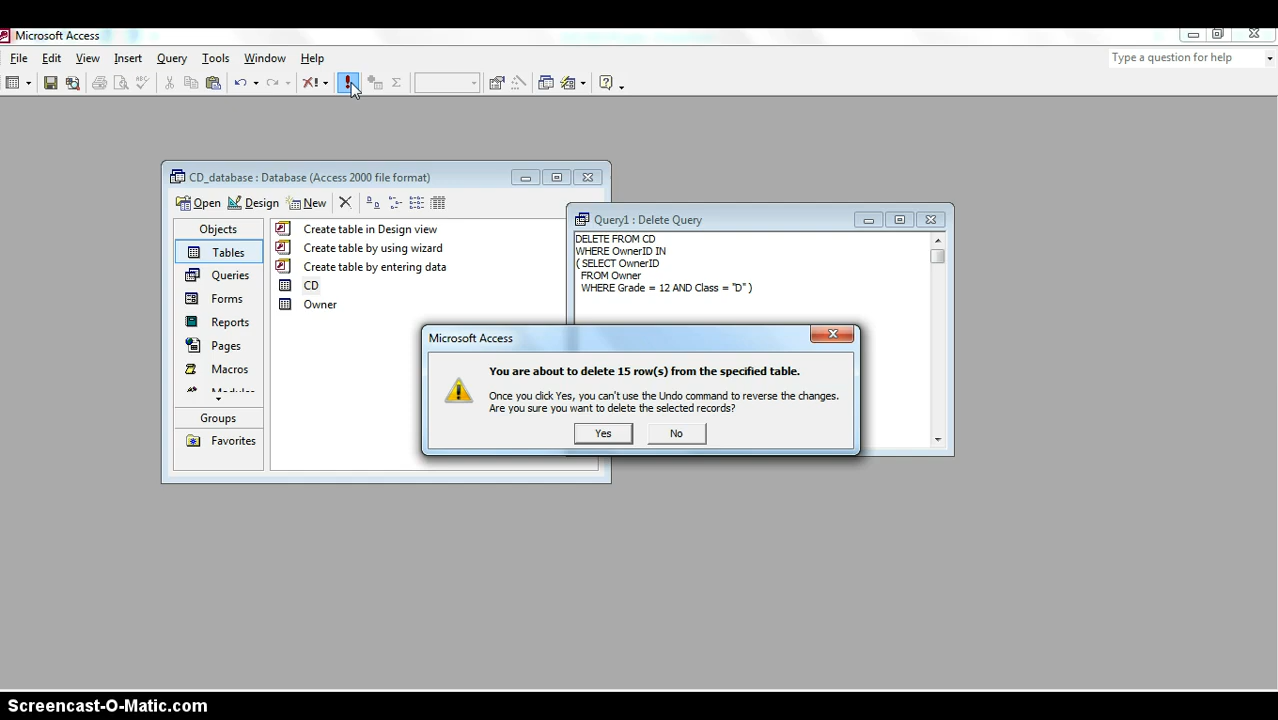 Microsoft Access
File Edit View Insert Query Tools Window Help
Type a question for help
CD_database : Database (Access 2000 file format)
Open Design New
Objects
Tables
Queries
Forms
Reports
Pages
Macros
Modules
Groups
Favorites
Create table in Design view
Create table by using wizard
Create table by entering data
CD
Owner
Query1 : Delete Query
DELETE FROM CD
WHERE OwnerID IN
( SELECT OwnerID
FROM Owner
WHERE Grade = 12 AND Class = "D" )
Microsoft Access
You are about to delete 15 row(s) from the specified table.
Once you click Yes, you can't use the Undo command to reverse the changes.
Are you sure you want to delete the selected records?
Yes No
Screencast-O-Matic.com